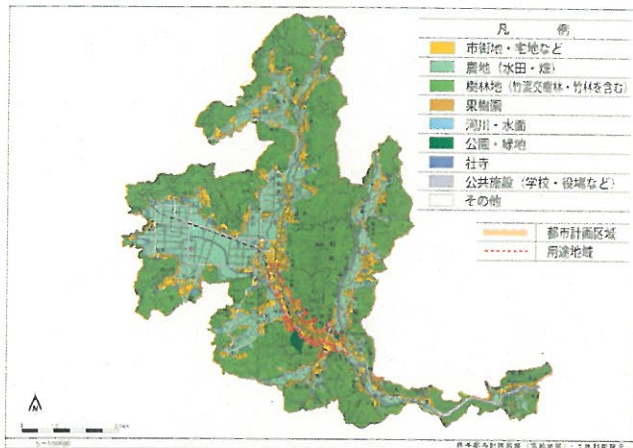 凡 例
市街地・宅地など
農地（水田・畑）
樹林地（竹混交樹林・竹林を含む）
果樹園
河川・水面
公園・緑地
社寺
公共施設（学校・役場など）
その他
都市計画区域
用途地域
N